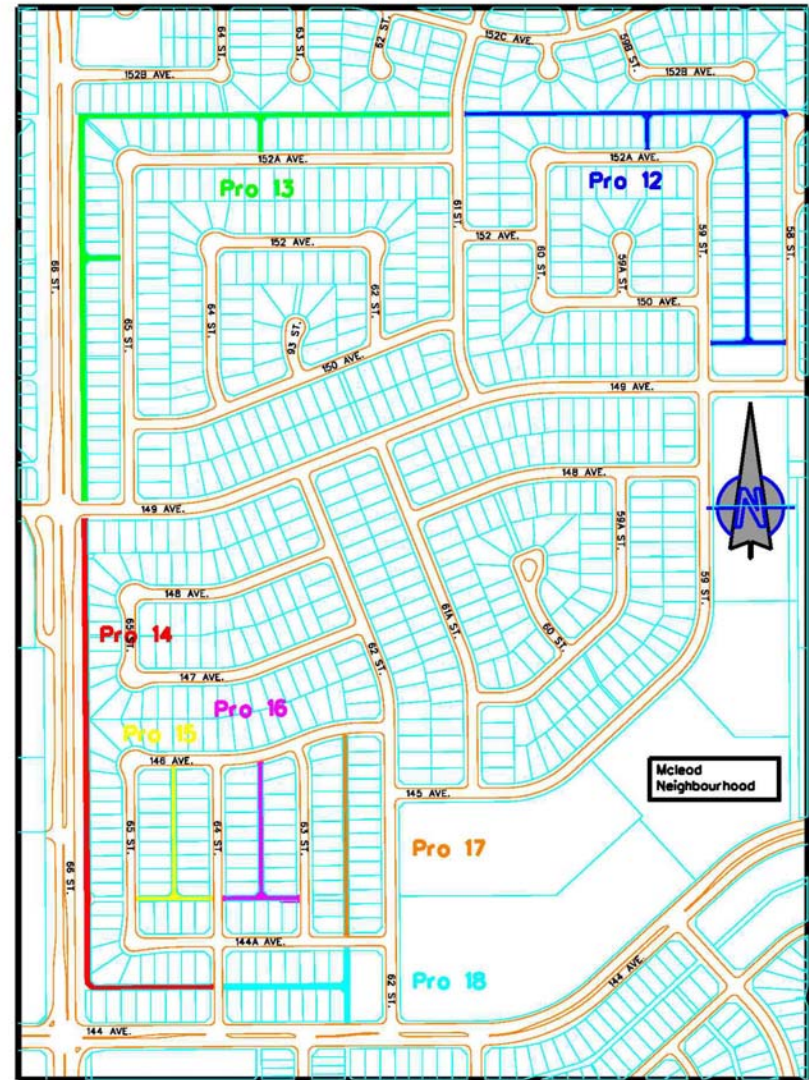 64 ST.
63 ST.
62 ST.
152C AVE.
59B ST.
152B AVE.
152B AVE.
152A AVE.
152A AVE.
Pro 13
Pro 12
61 ST.
59 ST.
58 ST.
66 ST.
152 AVE.
152 AVE.
60 ST.
59A ST.
64 ST.
62 ST.
65 ST.
93 ST.
150 AVE.
150 AVE.
149 AVE.
149 AVE.
148 AVE.
N
59A ST.
59 ST.
148 AVE.
65 ST.
Pro 14
61A ST.
60 ST.
62 ST.
147 AVE.
Pro 16
Pro 15
146 AVE.
Mcleod
Neighbourhood
145 AVE.
65 ST.
64 ST.
63 ST.
Pro 17
66 ST.
144A AVE.
62 ST.
Pro 18
144 AVE
144 AVE.